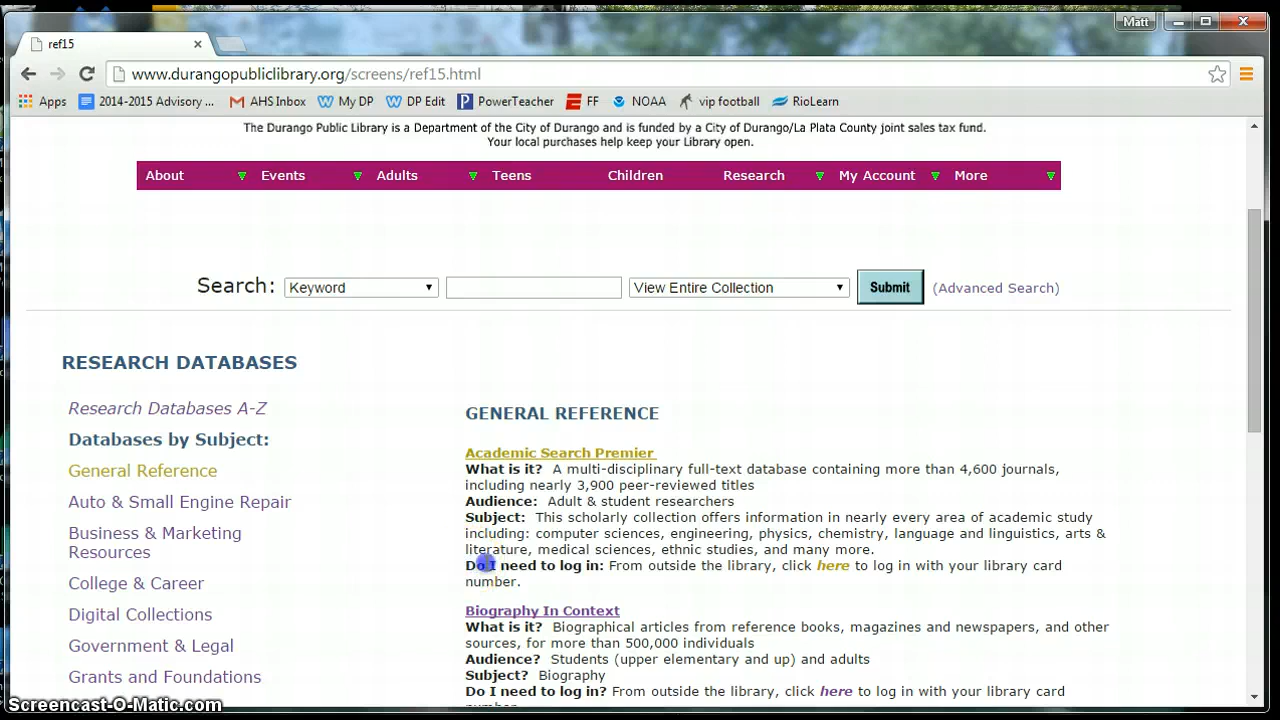 Matt
ref15
www.durangopubliclibrary.org/screens/ref15.html
Apps 2014-2015 Advisory ... AHS Inbox My DP DP Edit PowerTeacher FF NOAA vip football RioLearn
The Durango Public Library is a Department of the City of Durango and is funded by a City of Durango/La Plata County joint sales tax fund.
Your local purchases help keep your Library open.
About Events Adults Teens Children Research My Account More
Search: Keyword View Entire Collection Submit (Advanced Search)
RESEARCH DATABASES
Research Databases A-Z
Databases by Subject:
General Reference
Auto & Small Engine Repair
Business & Marketing
Resources
College & Career
Digital Collections
Government & Legal
Grants and Foundations
GENERAL REFERENCE
Academic Search Premier
What is it? A multi-disciplinary full-text database containing more than 4,600 journals,
including nearly 3,900 peer-reviewed titles
Audience: Adult & student researchers
Subject: This scholarly collection offers information in nearly every area of academic study
including: computer sciences, engineering, physics, chemistry, language and linguistics, arts &
literature, medical sciences, ethnic studies, and many more.
Do I need to log in: From outside the library, click here to log in with your library card
number.
Biography In Context
What is it? Biographical articles from reference books, magazines and newspapers, and other
sources, for more than 500,000 individuals
Audience? Students (upper elementary and up) and adults
Subject? Biography
Do I need to log in? From outside the library, click here to log in with your library card
Screencast-O-Matic.com